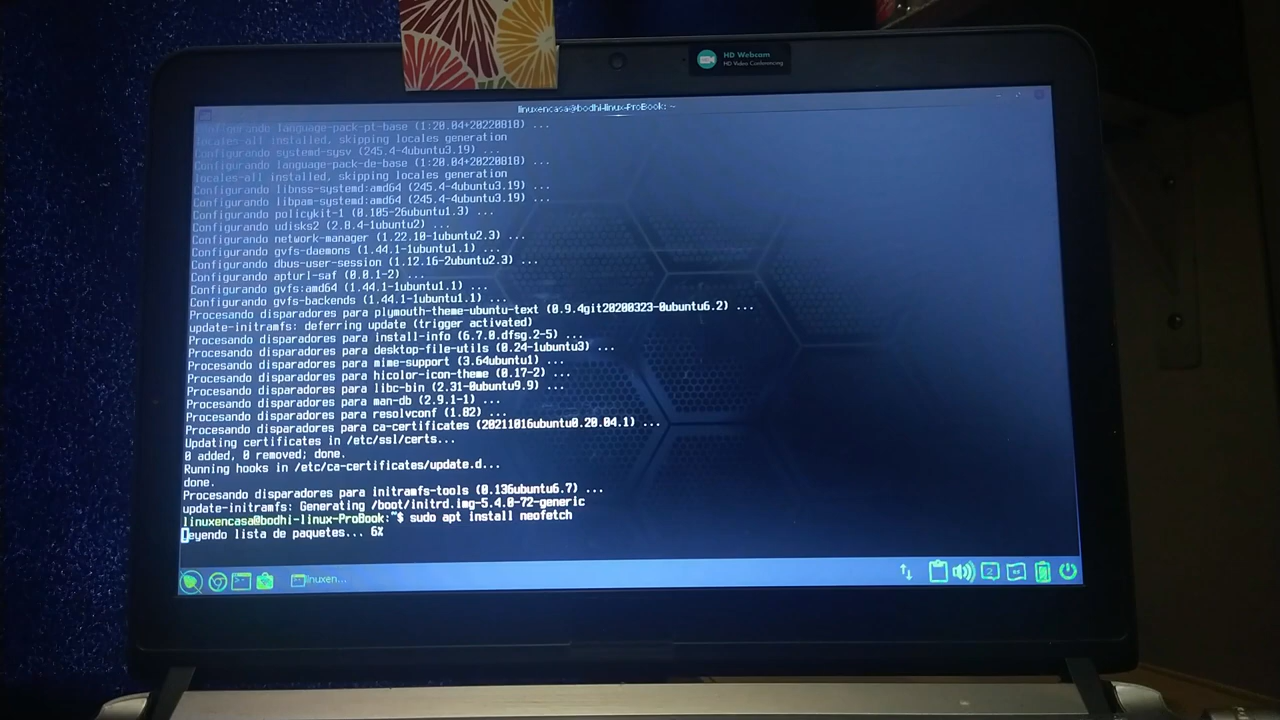 HD Webcam
HD Video Conferencing
linuxencasa@bodhi-linux-ProBook: ~
Configurando language-pack-pt-base (1:20.04+20220818) ...
locales-all installed, skipping locales generation
Configurando systemd-sysv (245.4-4ubuntu3.19) ...
Configurando language-pack-de-base (1:20.04+20220818) ...
locales-all installed, skipping locales generation
Configurando libnss-systemd:amd64 (245.4-4ubuntu3.19) ...
Configurando libpam-systemd:amd64 (245.4-4ubuntu3.19) ...
Configurando policykit-1 (0.105-26ubuntu1.3) ...
Configurando udisks2 (2.8.4-1ubuntu2) ...
Configurando network-manager (1.22.10-1ubuntu2.3) ...
Configurando gvfs-daemons (1.44.1-1ubuntu1.1) ...
Configurando dbus-user-session (1.12.16-2ubuntu2.3) ...
Configurando apturl-saf (0.0.1-2) ...
Configurando gvfs:amd64 (1.44.1-1ubuntu1.1) ...
Configurando gvfs-backends (1.44.1-1ubuntu1.1) ...
Procesando disparadores para plymouth-theme-ubuntu-text (0.9.4git20200323-0ubuntu6.2) ...
update-initramfs: deferring update (trigger activated)
Procesando disparadores para install-info (6.7.0.dfsg.2-5) ...
Procesando disparadores para desktop-file-utils (0.24-1ubuntu3) ...
Procesando disparadores para mime-support (3.64ubuntu1) ...
Procesando disparadores para hicolor-icon-theme (0.17-2) ...
Procesando disparadores para libc-bin (2.31-0ubuntu9.9) ...
Procesando disparadores para man-db (2.9.1-1) ...
Procesando disparadores para resolvconf (1.82) ...
Procesando disparadores para ca-certificates (20211016ubuntu0.20.04.1) ...
Updating certificates in /etc/ssl/certs...
0 added, 0 removed; done.
Running hooks in /etc/ca-certificates/update.d...
done.
Procesando disparadores para initramfs-tools (0.136ubuntu6.7) ...
update-initramfs: Generating /boot/initrd.img-5.4.0-72-generic
linuxencasa@bodhi-linux-ProBook:~$ sudo apt install neofetch
Leyendo lista de paquetes... 6%
linuxen...
2